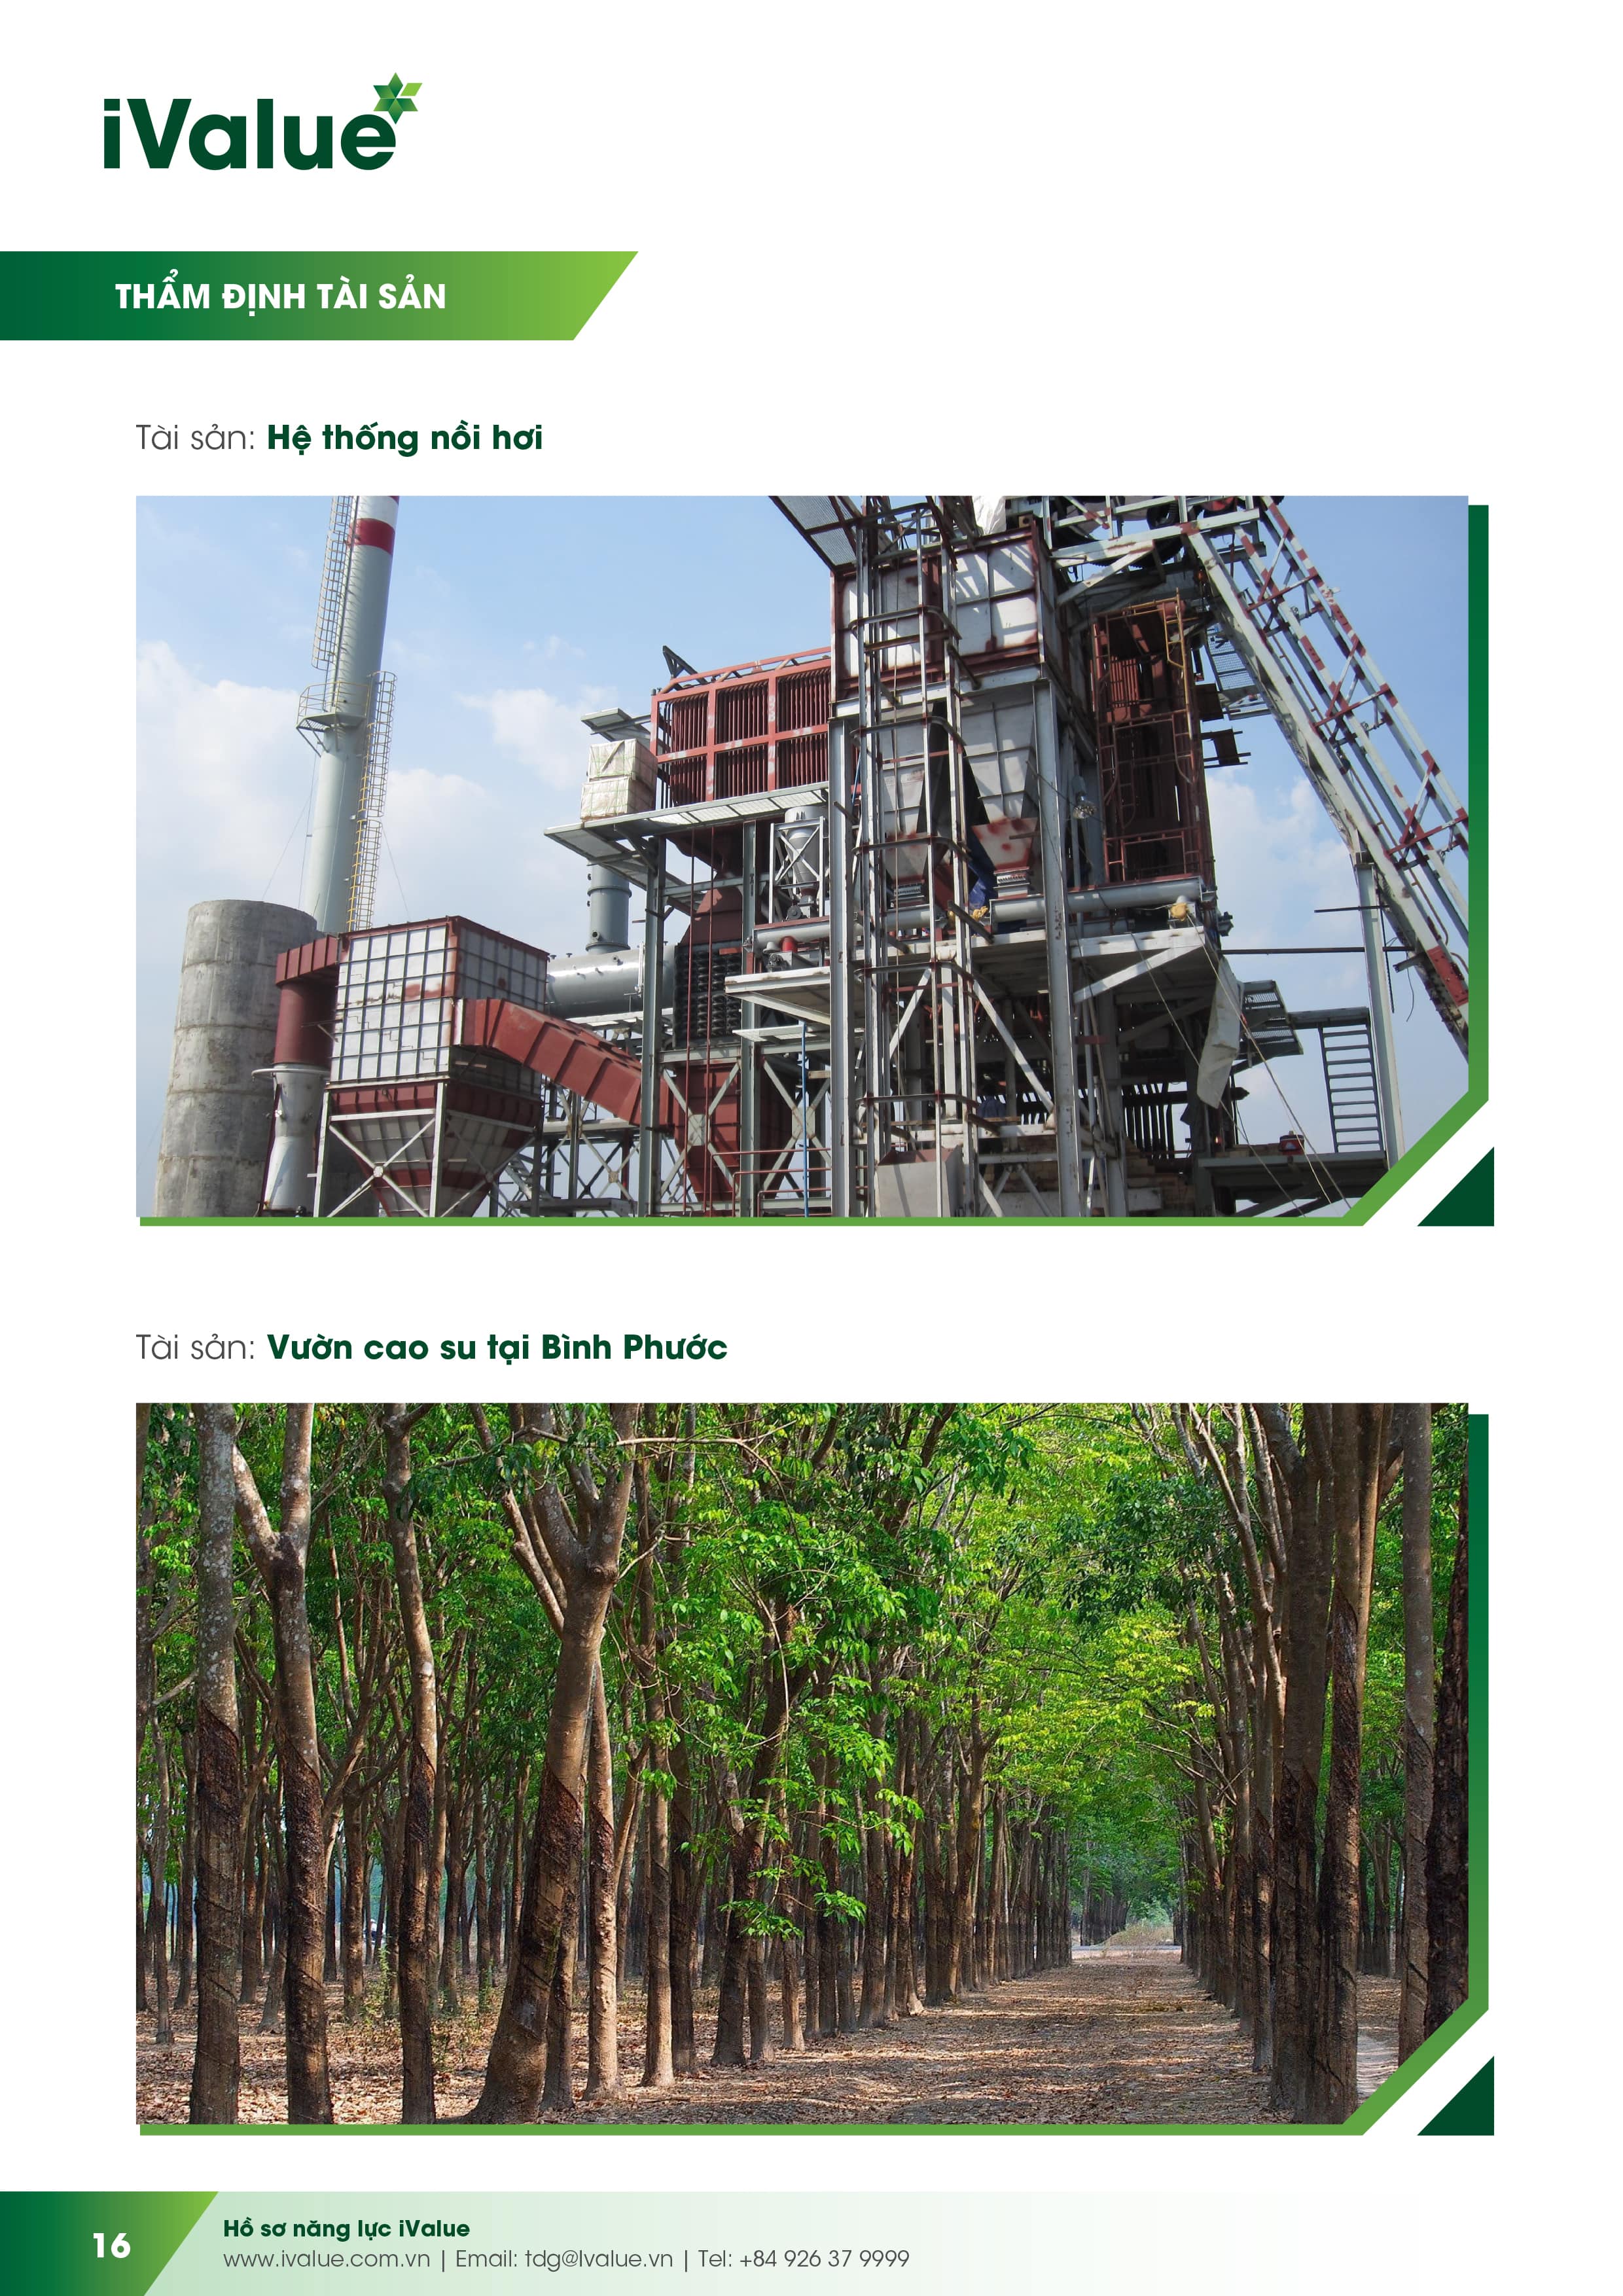 iValue
THẨM ĐỊNH TÀI SẢN
Tài sản: Hệ thống nồi hơi
Tài sản: Vườn cao su tại Bình Phước
16
Hồ sơ năng lực iValue
www.ivalue.com.vn | Email: tdg@lvalue.vn | Tel: +84 926 37 9999